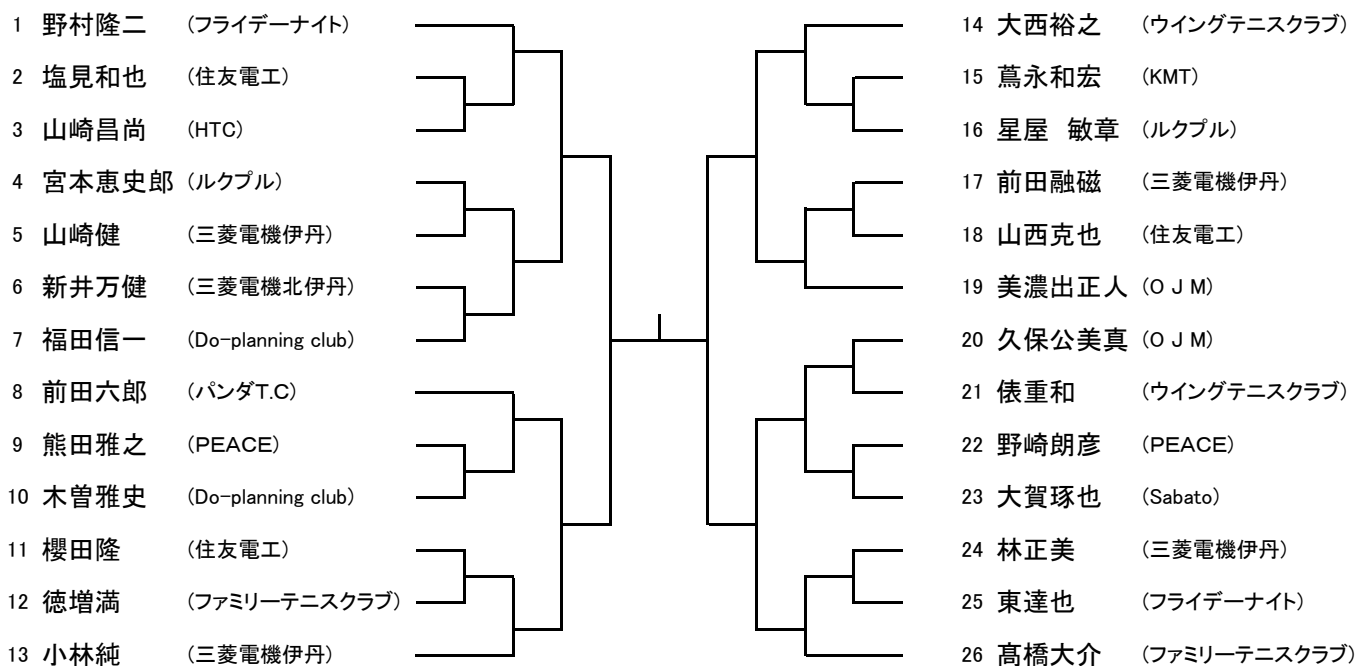 1 野村隆二 (フライデーナイト)
2 塩見和也 (住友電工)
3 山崎昌尚 (HTC)
4 宮本恵史郎 (ルクプル)
5 山崎健 (三菱電機伊丹)
6 新井万健 (三菱電機北伊丹)
7 福田信一 (Do-planning club)
8 前田六郎 (パンダT.C)
9 熊田雅之 (PEACE)
10 木曽雅史 (Do-planning club)
11 櫻田隆 (住友電工)
12 徳増満 (ファミリーテニスクラブ)
13 小林純 (三菱電機伊丹)
14 大西裕之 (ウイングテニスクラブ)
15 蔦永和宏 (KMT)
16 星屋 敏章 (ルクプル)
17 前田融磁 (三菱電機伊丹)
18 山西克也 (住友電工)
19 美濃出正人 (O J M)
20 久保公美真 (O J M)
21 俵重和 (ウイングテニスクラブ)
22 野崎朗彦 (PEACE)
23 大賀琢也 (Sabato)
24 林正美 (三菱電機伊丹)
25 東達也 (フライデーナイト)
26 髙橋大介 (ファミリーテニスクラブ)